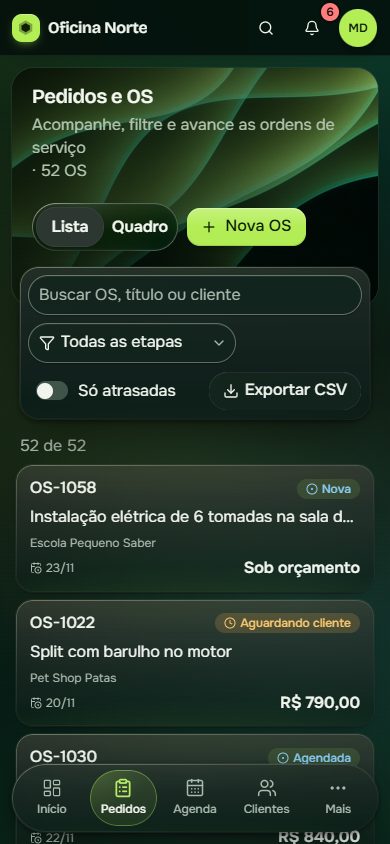 Oficina Norte
6
MD
Pedidos e OS
Acompanhe, filtre e avance as ordens de
serviço
· 52 OS
Lista
Quadro
+ Nova OS
Buscar OS, título ou cliente
Todas as etapas
Só atrasadas
Exportar CSV
52 de 52
OS-1058
Nova
Instalação elétrica de 6 tomadas na sala d...
Escola Pequeno Saber
23/11
Sob orçamento
OS-1022
Aguardando cliente
Split com barulho no motor
Pet Shop Patas
20/11
R$ 790,00
OS-1030
Agendada
Início
Pedidos
Agenda
Clientes
Mais
22/11
R$ 840,00